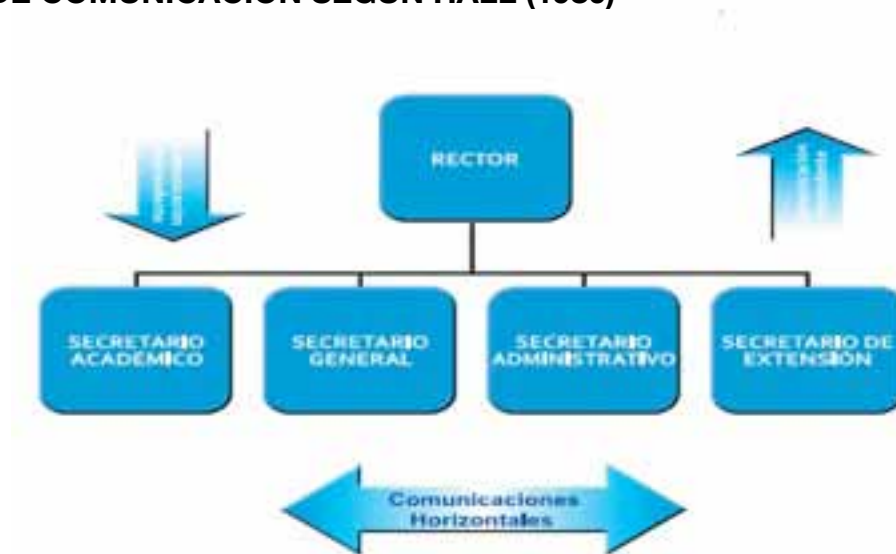 DE COMUNICACIÓN SEGÚN HALL
RECTOR
SECRETARIO
ACADÉMICO
SECRETARIO
GENERAL
SECRETARIO
ADMINISTRATIVO
SECRETARIO DE
EXTENSIÓN
Comunicaciones
Horizontales